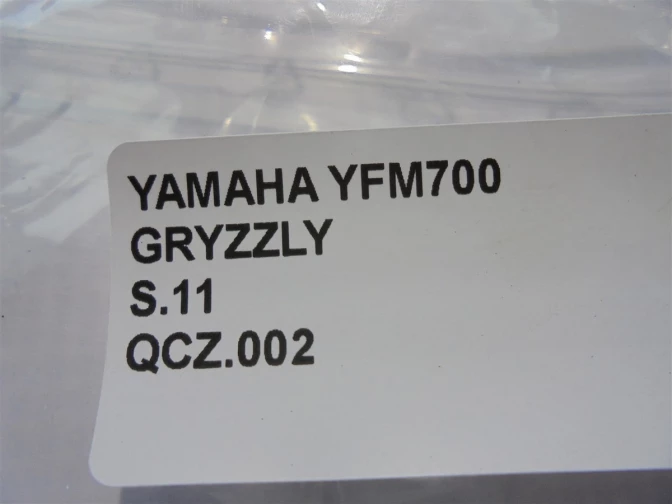 YAMAHA YFM700
GRYZZLY
S.11
QCZ.002